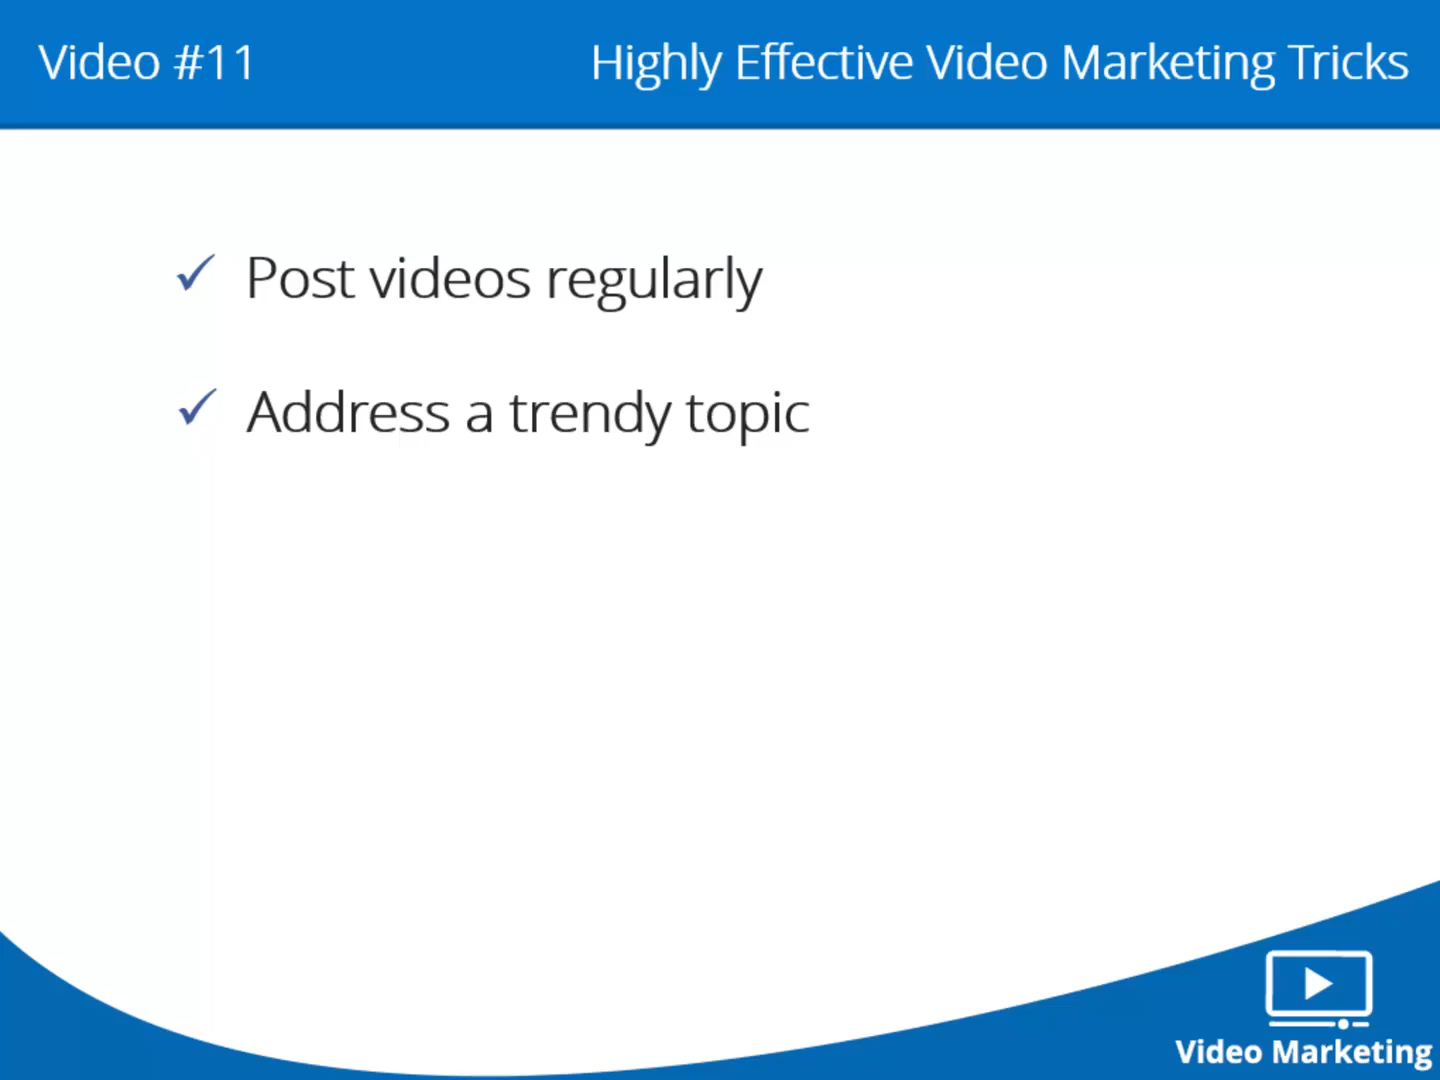 Video #11
Highly Effective Video Marketing Tricks
✓ Post videos regularly
✓ Address a trendy topic
Video Marketing